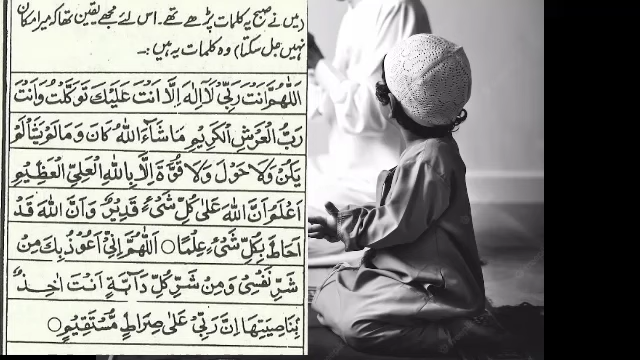 (میں نے صبح یہ کلمات پڑھے تھے۔ اس لئے مجھے یقین تھا کہ میرا مکان
نہیں جل سکتا) وہ کلمات یہ ہیں :۔
اَللّٰهُمَّ اَنْتَ رَبِّیْ لَآ اِلٰهَ اِلَّا اَنْتَ عَلَیْكَ تَوَكَّلْتُ وَاَنْتَ
رَبُّ الْعَرْشِ الْكَرِیْمِ مَا شَآءَ اللّٰهُ كَانَ وَمَا لَمْ یَشَأْ لَمْ
یَكُنْ وَلَا حَوْلَ وَلَا قُوَّةَ اِلَّا بِاللّٰهِ الْعَلِیِّ الْعَظِیْمِ
اَعْلَمُ اَنَّ اللّٰهَ عَلٰی كُلِّ شَیْءٍ قَدِیْرٌ وَّاَنَّ اللّٰهَ قَدْ
اَحَاطَ بِكُلِّ شَیْءٍ عِلْمًا ○ اَللّٰهُمَّ اِنِّیْ اَعُوْذُ بِكَ مِنْ
شَرِّ نَفْسِیْ وَمِنْ شَرِّ كُلِّ دَآبَّةٍ اَنْتَ اٰخِذٌ
بِنَاصِیَتِهَا اِنَّ رَبِّیْ عَلٰی صِرَاطٍ مُّسْتَقِیْمٍ ○